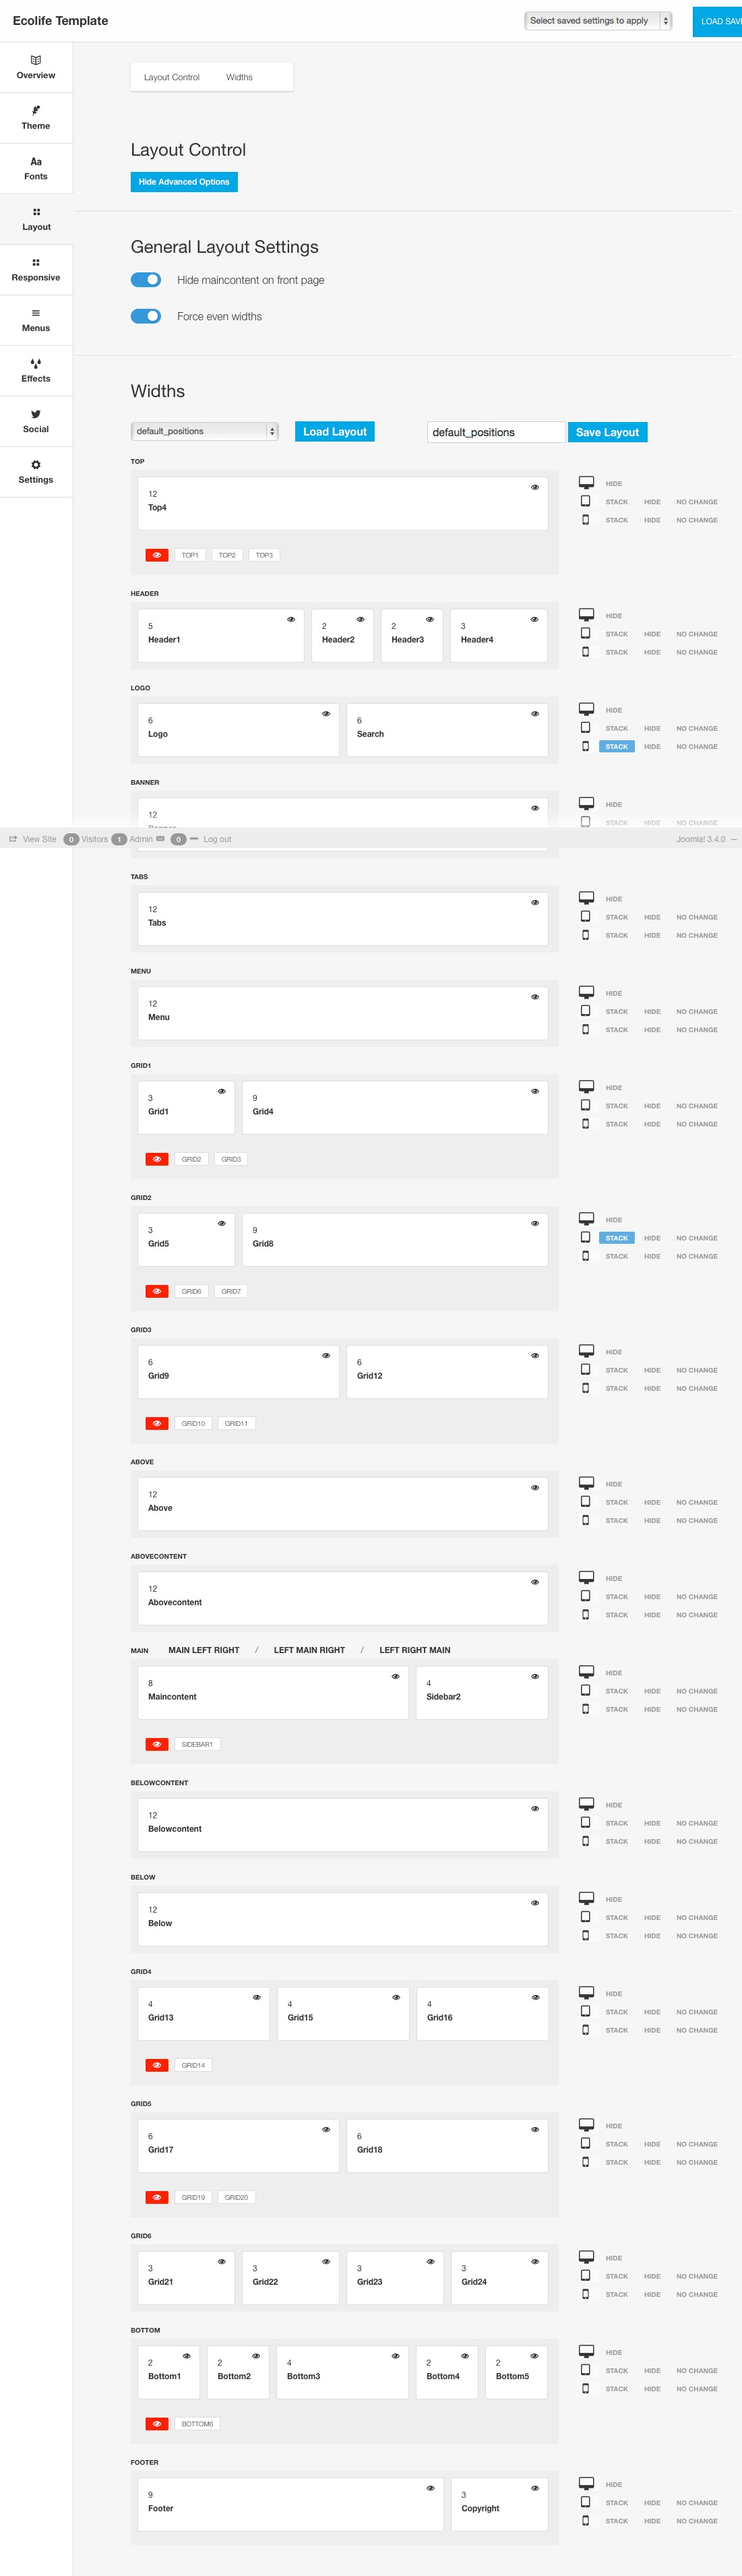 Ecolife Template
Select saved settings to apply
LOAD SAV
Overview
Theme
Aa
Fonts
Layout
Responsive
Menus
Effects
Social
Settings
Layout Control Widths
Layout Control
Hide Advanced Options
General Layout Settings
Hide maincontent on front page
Force even widths
Widths
default_positions Load Layout default_positions Save Layout
TOP
12
Top4
TOP1 TOP2 TOP3
HIDE
STACK HIDE NO CHANGE
STACK HIDE NO CHANGE
HEADER
5 2 2 3
Header1 Header2 Header3 Header4
HIDE
STACK HIDE NO CHANGE
STACK HIDE NO CHANGE
LOGO
6 6
Logo Search
HIDE
STACK HIDE NO CHANGE
STACK HIDE NO CHANGE
BANNER
12
HIDE
STACK HIDE NO CHANGE
View Site 0 Visitors 1 Admin 0 Log out Joomla! 3.4.0
TABS
12
Tabs
HIDE
STACK HIDE NO CHANGE
STACK HIDE NO CHANGE
MENU
12
Menu
HIDE
STACK HIDE NO CHANGE
STACK HIDE NO CHANGE
GRID1
3 9
Grid1 Grid4
GRID2 GRID3
HIDE
STACK HIDE NO CHANGE
STACK HIDE NO CHANGE
GRID2
3 9
Grid5 Grid8
GRID6 GRID7
HIDE
STACK HIDE NO CHANGE
STACK HIDE NO CHANGE
GRID3
6 6
Grid9 Grid12
GRID10 GRID11
HIDE
STACK HIDE NO CHANGE
STACK HIDE NO CHANGE
ABOVE
12
Above
HIDE
STACK HIDE NO CHANGE
STACK HIDE NO CHANGE
ABOVECONTENT
12
Abovecontent
HIDE
STACK HIDE NO CHANGE
STACK HIDE NO CHANGE
MAIN MAIN LEFT RIGHT / LEFT MAIN RIGHT / LEFT RIGHT MAIN
8 4
Maincontent Sidebar2
SIDEBAR1
HIDE
STACK HIDE NO CHANGE
STACK HIDE NO CHANGE
BELOWCONTENT
12
Belowcontent
HIDE
STACK HIDE NO CHANGE
STACK HIDE NO CHANGE
BELOW
12
Below
HIDE
STACK HIDE NO CHANGE
STACK HIDE NO CHANGE
GRID4
4 4 4
Grid13 Grid15 Grid16
GRID14
HIDE
STACK HIDE NO CHANGE
STACK HIDE NO CHANGE
GRID5
6 6
Grid17 Grid18
GRID19 GRID20
HIDE
STACK HIDE NO CHANGE
STACK HIDE NO CHANGE
GRID6
3 3 3 3
Grid21 Grid22 Grid23 Grid24
HIDE
STACK HIDE NO CHANGE
STACK HIDE NO CHANGE
BOTTOM
2 2 4 2 2
Bottom1 Bottom2 Bottom3 Bottom4 Bottom5
BOTTOM6
HIDE
STACK HIDE NO CHANGE
STACK HIDE NO CHANGE
FOOTER
9 3
Footer Copyright
HIDE
STACK HIDE NO CHANGE
STACK HIDE NO CHANGE